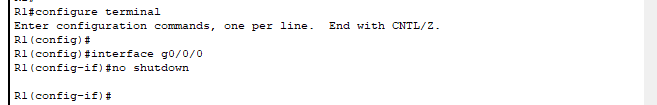 R1#configure terminal
Enter configuration commands, one per line.  End with CNTL/Z.
R1(config)#
R1(config)#interface g0/0/0
R1(config-if)#no shutdown
R1(config-if)#